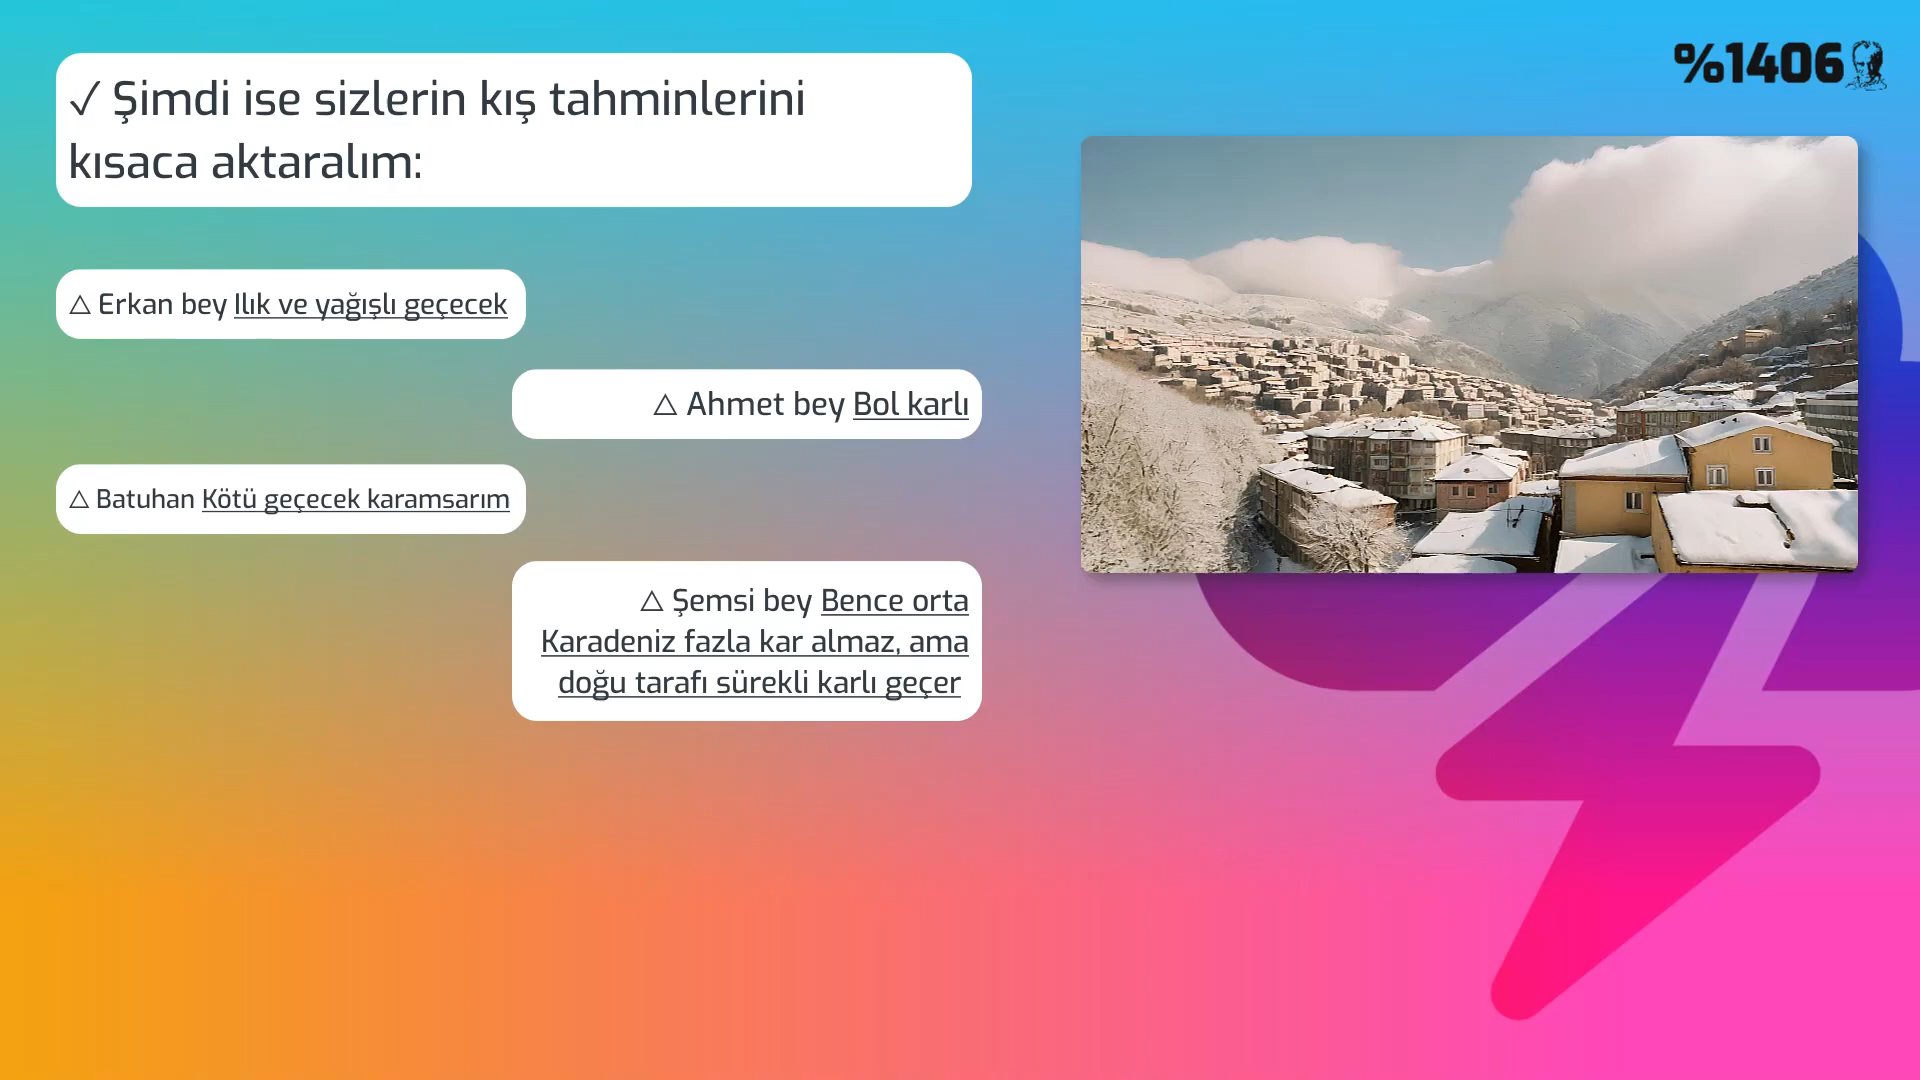 %1406
✓ Şimdi ise sizlerin kış tahminlerini
kısaca aktaralım:
△ Erkan bey Ilık ve yağışlı geçecek
△ Ahmet bey Bol karlı
△ Batuhan Kötü geçecek karamsarım
△ Şemsi bey Bence orta
Karadeniz fazla kar almaz, ama
doğu tarafı sürekli karlı geçer